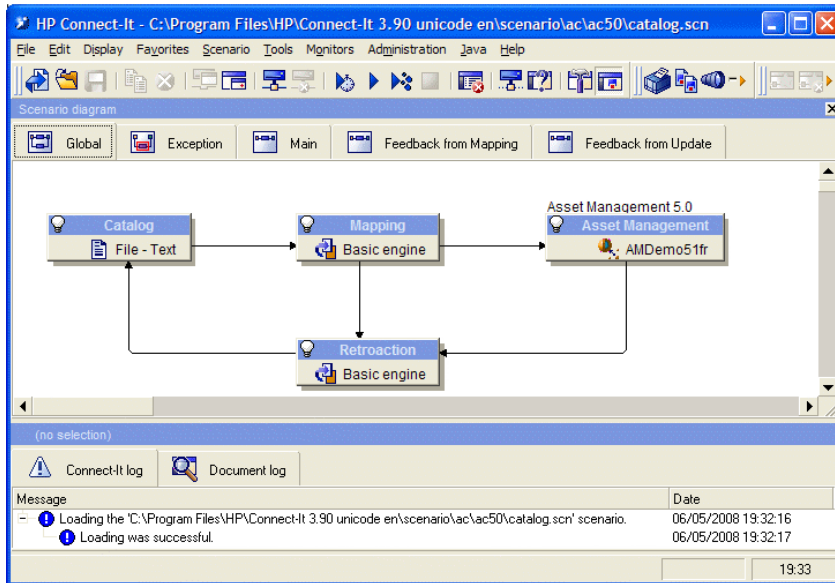 HP Connect-It - C:\Program Files\HP\Connect-It 3.90 unicode en\scenario\ac\ac50\catalog.scn
File Edit Display Favorites Scenario Tools Monitors Administration Java Help
Scenario diagram
Global Exception Main Feedback from Mapping Feedback from Update
Asset Management 5.0
Catalog Mapping Asset Management
File - Text Basic engine AMDemo51fr
Retroaction
Basic engine
(no selection)
Connect-It log Document log
Message Date
Loading the 'C:\Program Files\HP\Connect-It 3.90 unicode en\scenario\ac\ac50\catalog.scn' scenario. 06/05/2008 19:32:16
Loading was successful. 06/05/2008 19:32:17
19:33